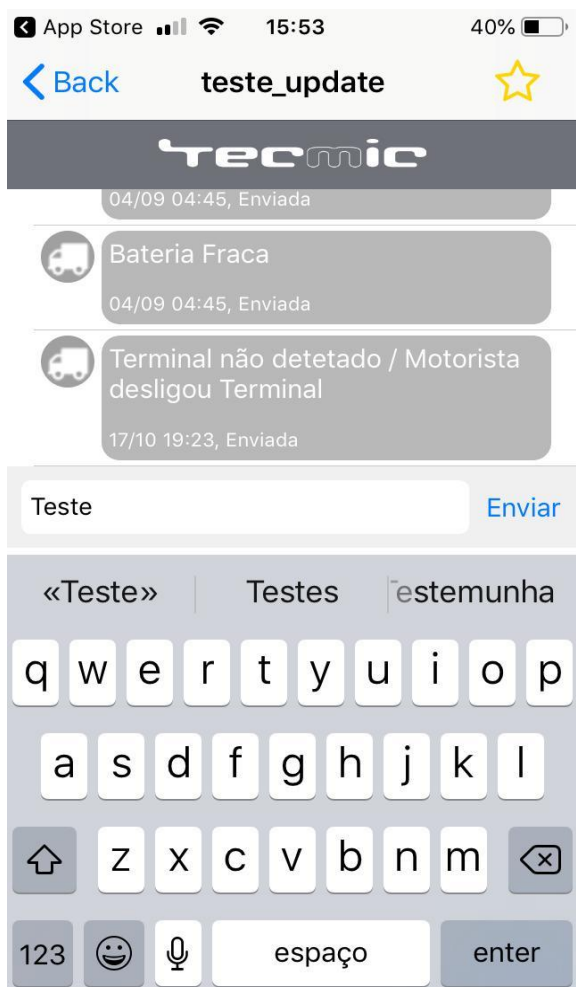 App Store 15:53 40%
Back teste_update
Tecmic
04/09 04:45, Enviada
Bateria Fraca
04/09 04:45, Enviada
Terminal não detetado / Motorista
desligou Terminal
17/10 19:23, Enviada
Teste Enviar
«Teste» Testes Testemunha
q w e r t y u i o p
a s d f g h j k l
z x c v b n m
123 espaço enter